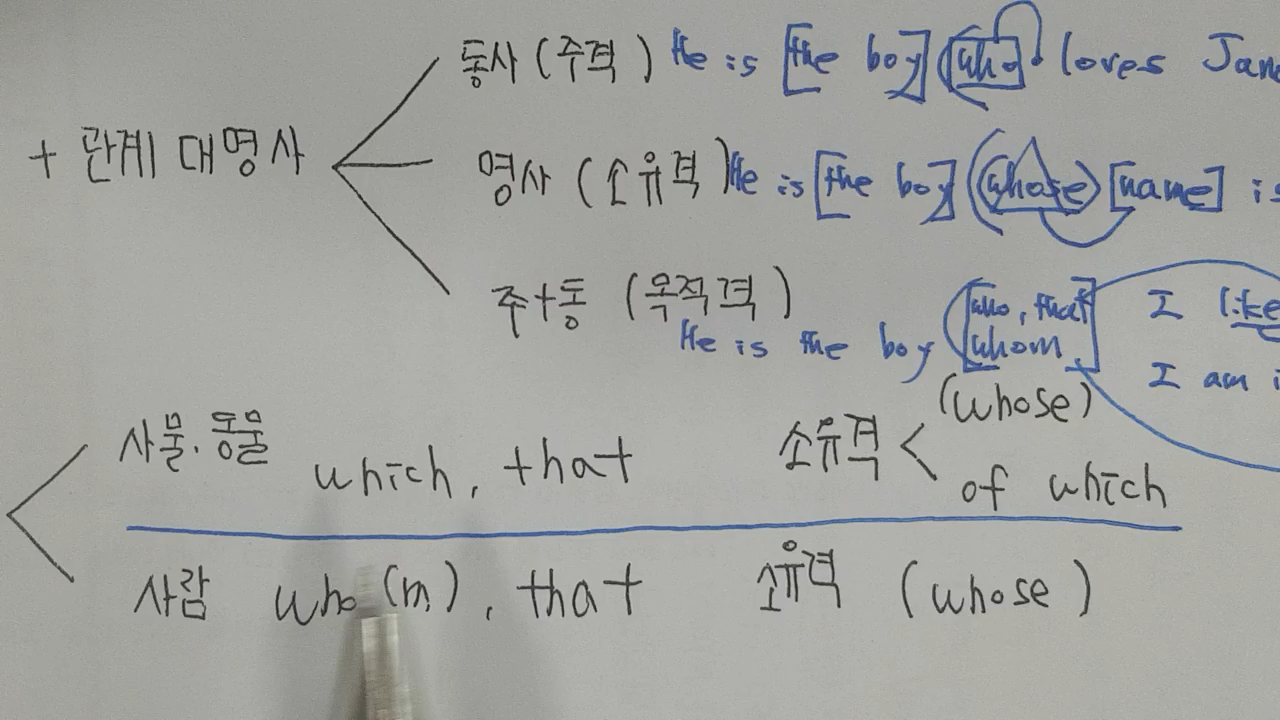 동사 (주격) He is [the boy] (who) loves Jane
+ 관계 대명사
명사 (소유격) He is [the boy] (whose) [name] is
주+동 (목적격)
He is the boy [who, that whom] I like
I am i
사물. 동물 which, that 소유격 < (whose)
of which
사람 who(m), that 소유격 (whose)